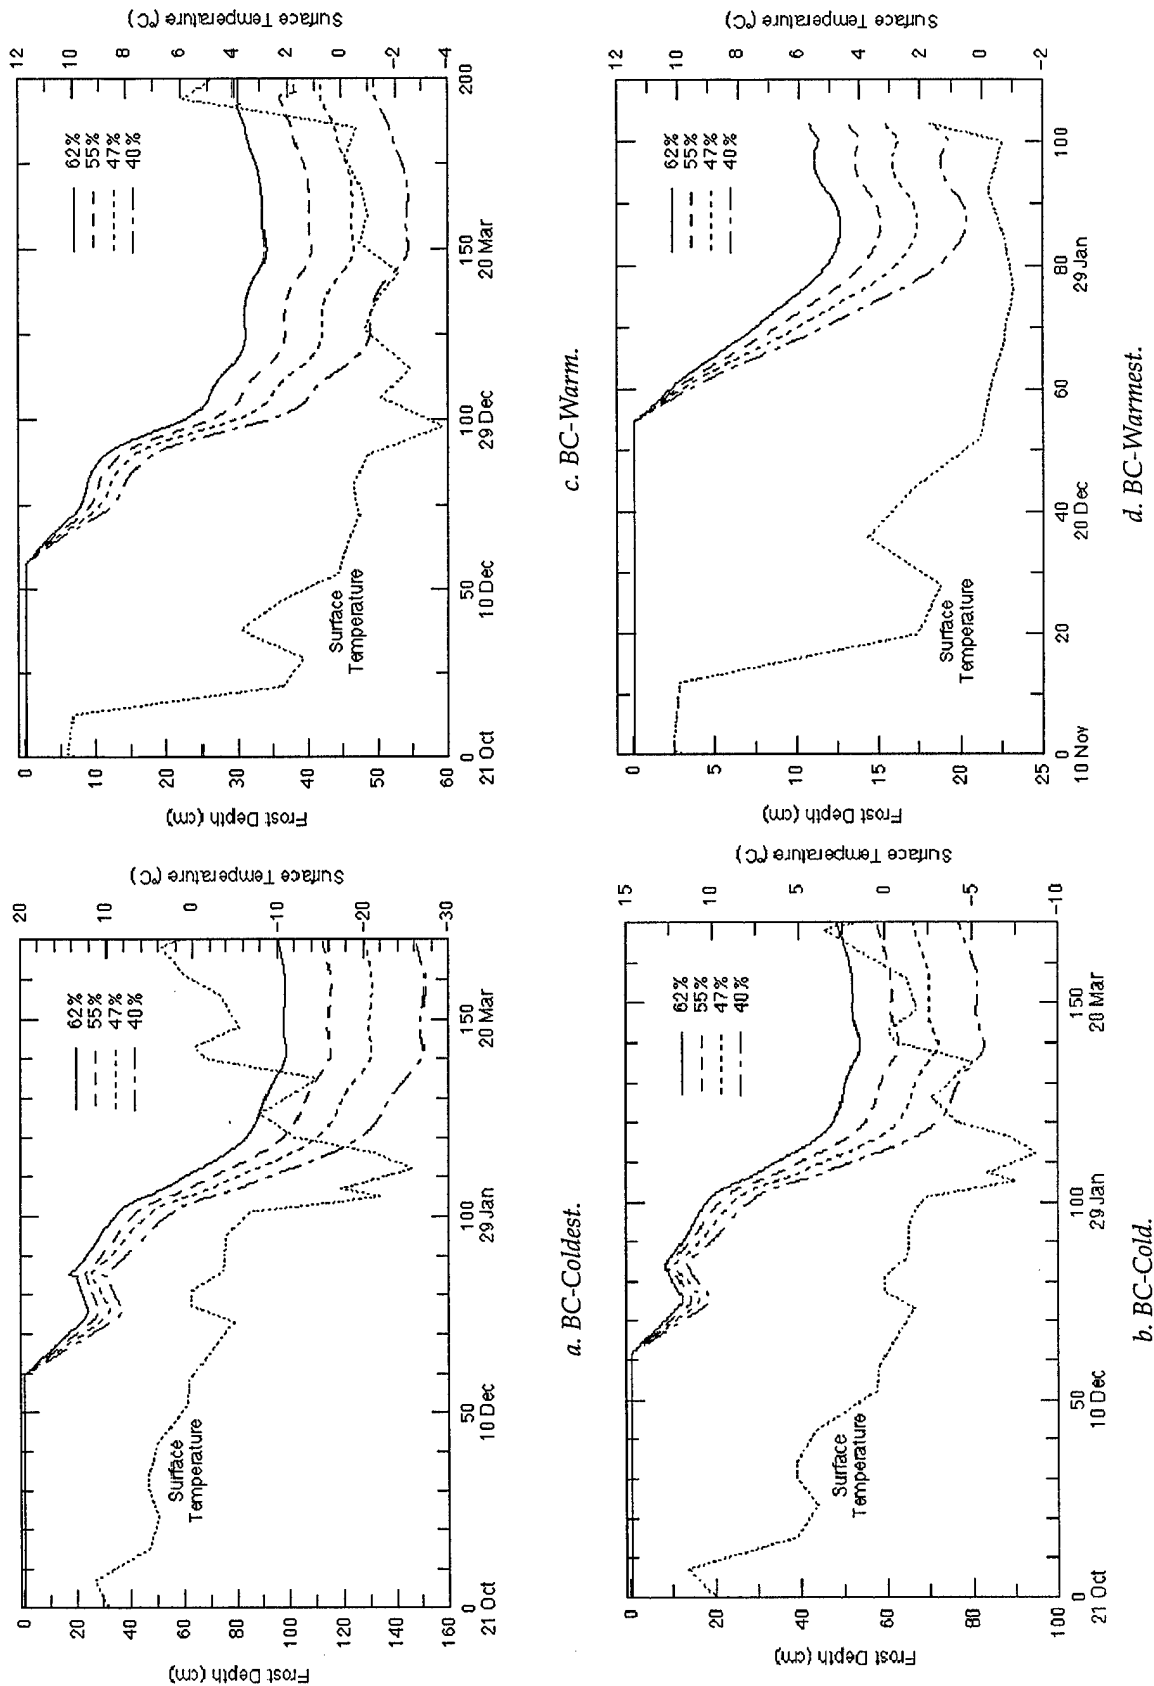 20
10
0
-10
-20
-30
Surface Temperature (°C)
0
20
40
60
80
100
120
140
160
Frost Depth (cm)
62%
55%
47%
40%
Surface
Temperature
0
50
100
150
21 Oct
10 Dec
29 Jan
20 Mar
a. BC-Coldest.
15
10
5
0
-5
-10
Surface Temperature (°C)
0
20
40
60
80
100
Frost Depth (cm)
62%
55%
47%
40%
Surface
Temperature
0
50
100
150
21 Oct
10 Dec
29 Jan
20 Mar
b. BC-Cold.
12
10
8
6
4
2
0
-2
-4
Surface Temperature (°C)
0
10
20
30
40
50
60
Frost Depth (cm)
62%
55%
47%
40%
Surface
Temperature
0
50
100
150
200
21 Oct
10 Dec
29 Dec
20 Mar
c. BC-Warm.
12
10
8
6
4
2
0
-2
Surface Temperature (°C)
0
5
10
15
20
25
Frost Depth (cm)
62%
55%
47%
40%
Surface
Temperature
0
20
40
60
80
100
10 Nov
20 Dec
29 Jan
d. BC-Warmest.